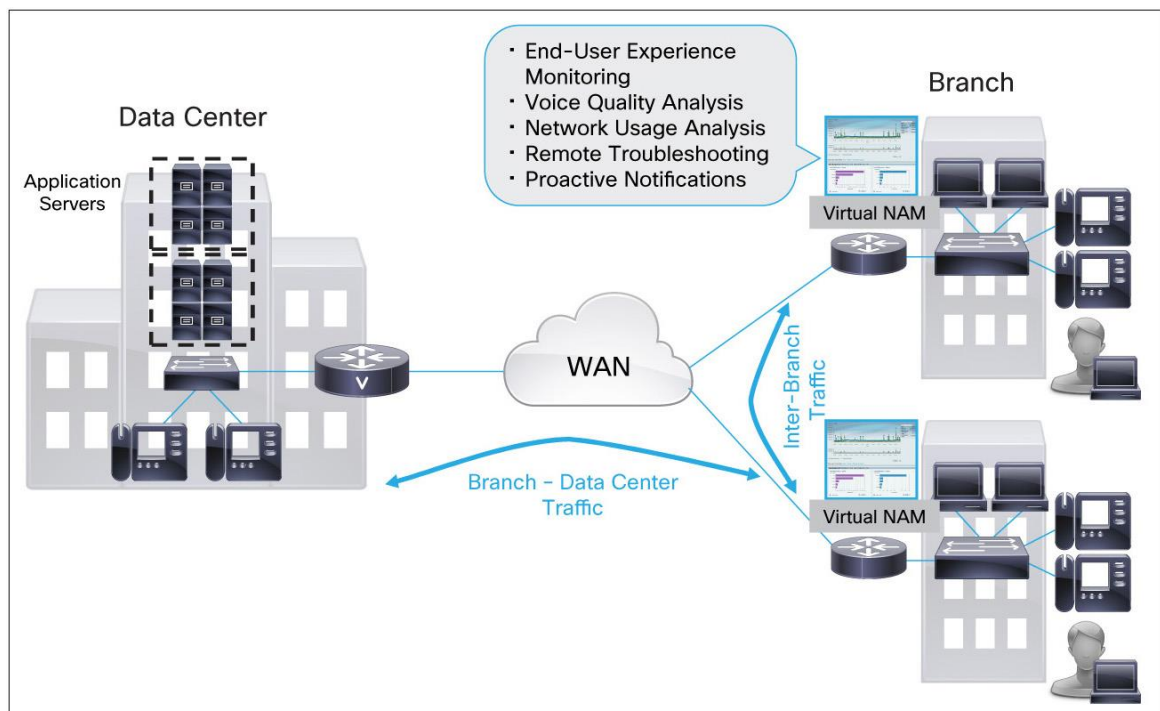 · End-User Experience
Monitoring
· Voice Quality Analysis
· Network Usage Analysis
· Remote Troubleshooting
· Proactive Notifications
Data Center
Branch
Application
Servers
Virtual NAM
WAN
V
Inter-Branch
Traffic
Branch – Data Center
Traffic
Virtual NAM